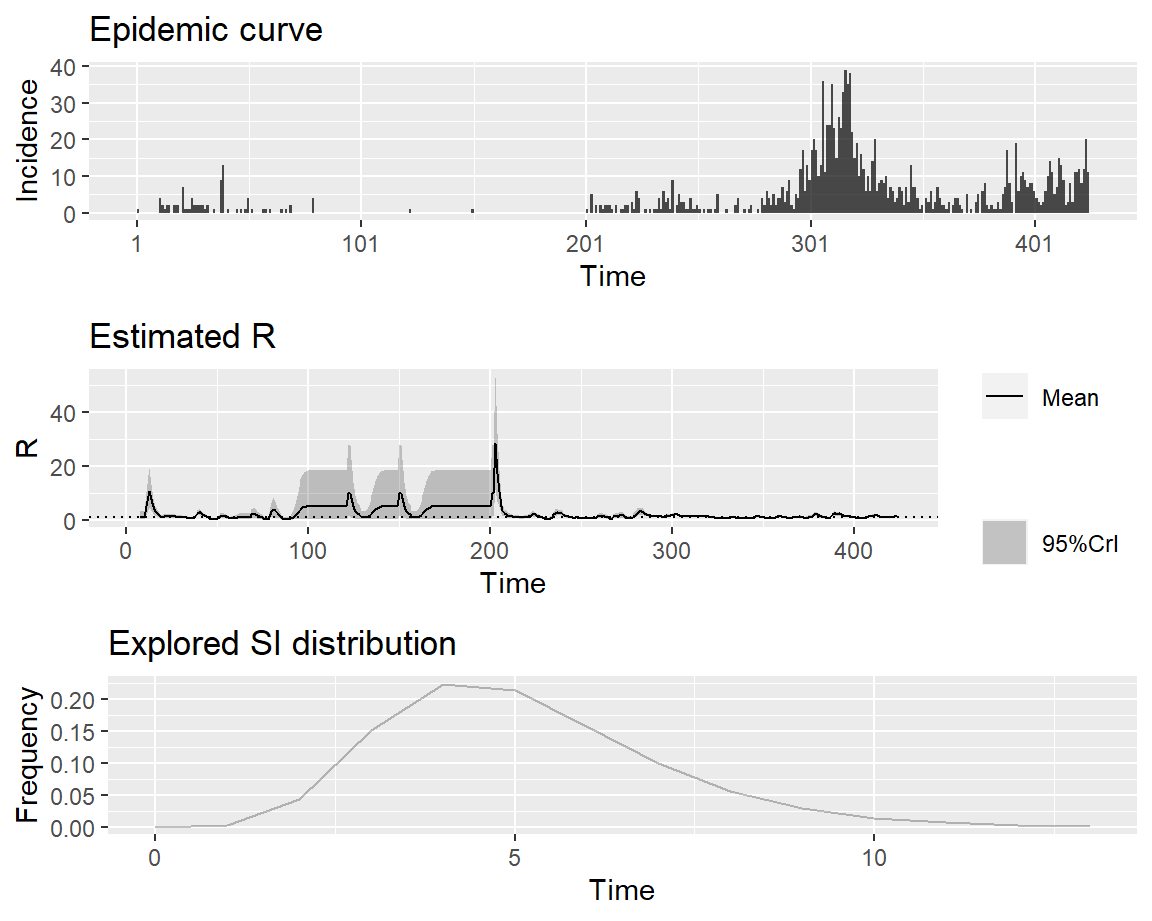 Epidemic curve
Incidence
40
30
20
10
0
1 101 201 301 401
Time
Estimated R
R
40
20
0
0 100 200 300 400
Time
Mean
95%CrI
Explored SI distribution
Frequency
0.20
0.15
0.10
0.05
0.00
0 5 10
Time